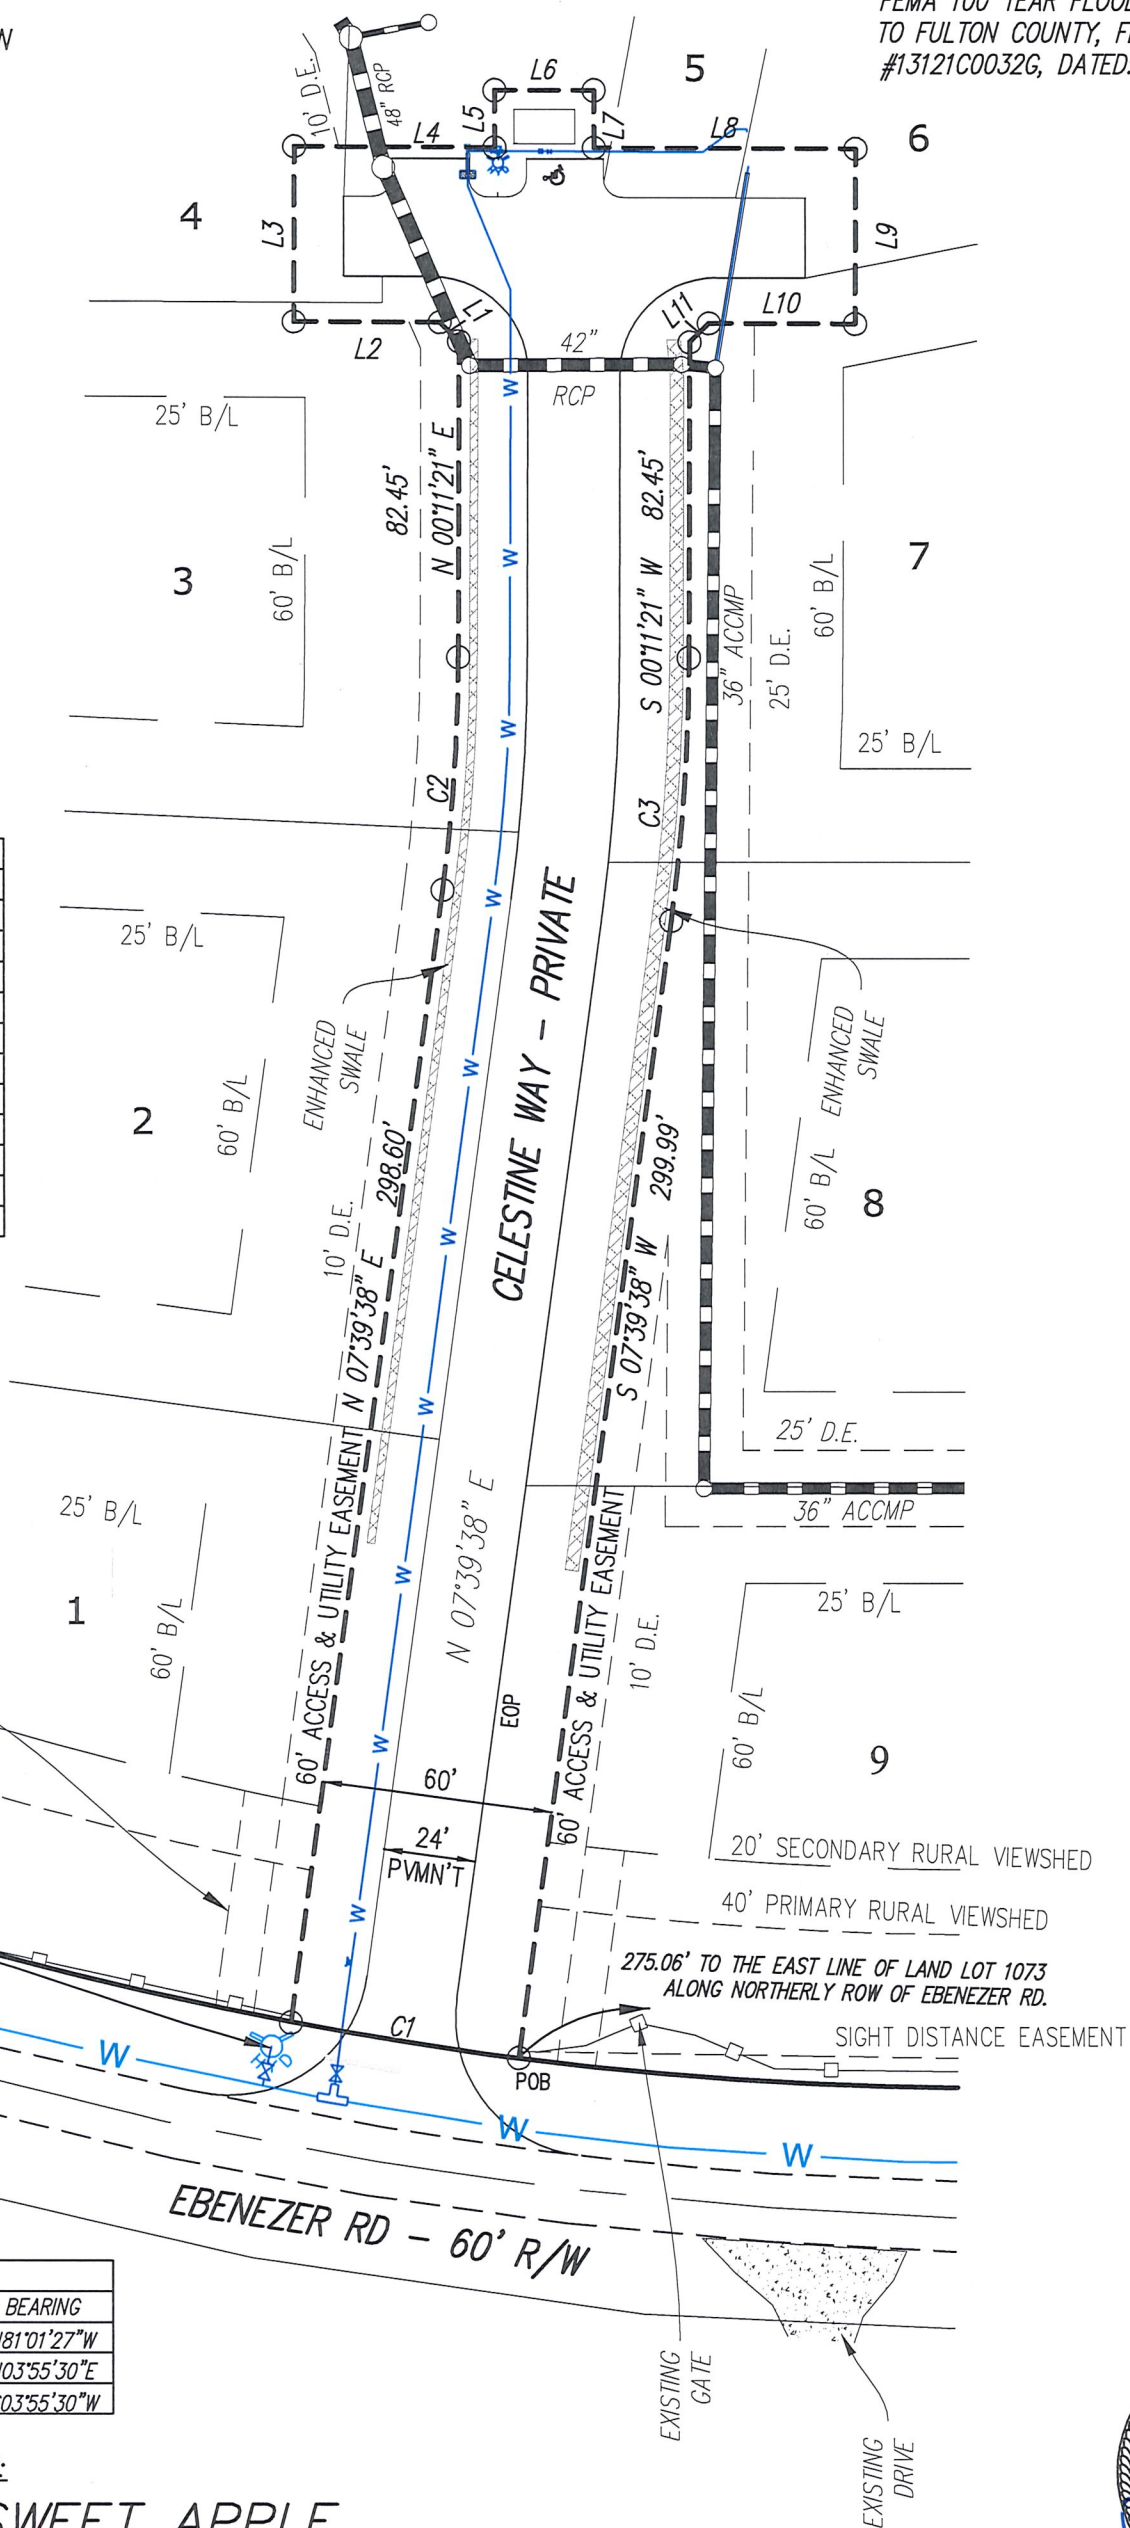 FEMA 100 YEAR FLOOD
TO FULTON COUNTY, F
#13121C0032G, DATED.
N
10' D.E.
48" RCP
L4
L5
L6
L7
L8
5
6
4
L3
L9
L1
L2
L11
L10
42"
RCP
25' B/L
82.45'
N 00°11'21" E
S 00°11'21" W 82.45'
3
60' B/L
7
60' B/L
36" ACCMP
25' D.E.
25' B/L
C2
C3
25' B/L
CELESTINE WAY - PRIVATE
ENHANCED
SWALE
ENHANCED
SWALE
2
60' B/L
298.60'
299.99'
60' B/L
8
10' D.E.
N 07°39'38" E
S 07°39'38" W
25' D.E.
36" ACCMP
25' B/L
1
60' B/L
60' ACCESS & UTILITY EASEMENT
N 07°39'38" E
60' ACCESS & UTILITY EASEMENT
10' D.E.
25' B/L
EOP
60' B/L
9
60'
24'
PVMN'T
20' SECONDARY RURAL VIEWSHED
40' PRIMARY RURAL VIEWSHED
275.06' TO THE EAST LINE OF LAND LOT 1073
ALONG NORTHERLY ROW OF EBENEZER RD.
SIGHT DISTANCE EASEMENT
C1
POB
W
W
W
W
W
W
W
W
W
W
W
W
W
W
EBENEZER RD - 60' R/W
EXISTING
GATE
EXISTING
DRIVE
BEARING
81°01'27"W
03°55'30"E
03°55'30"W
SWEET APPLE